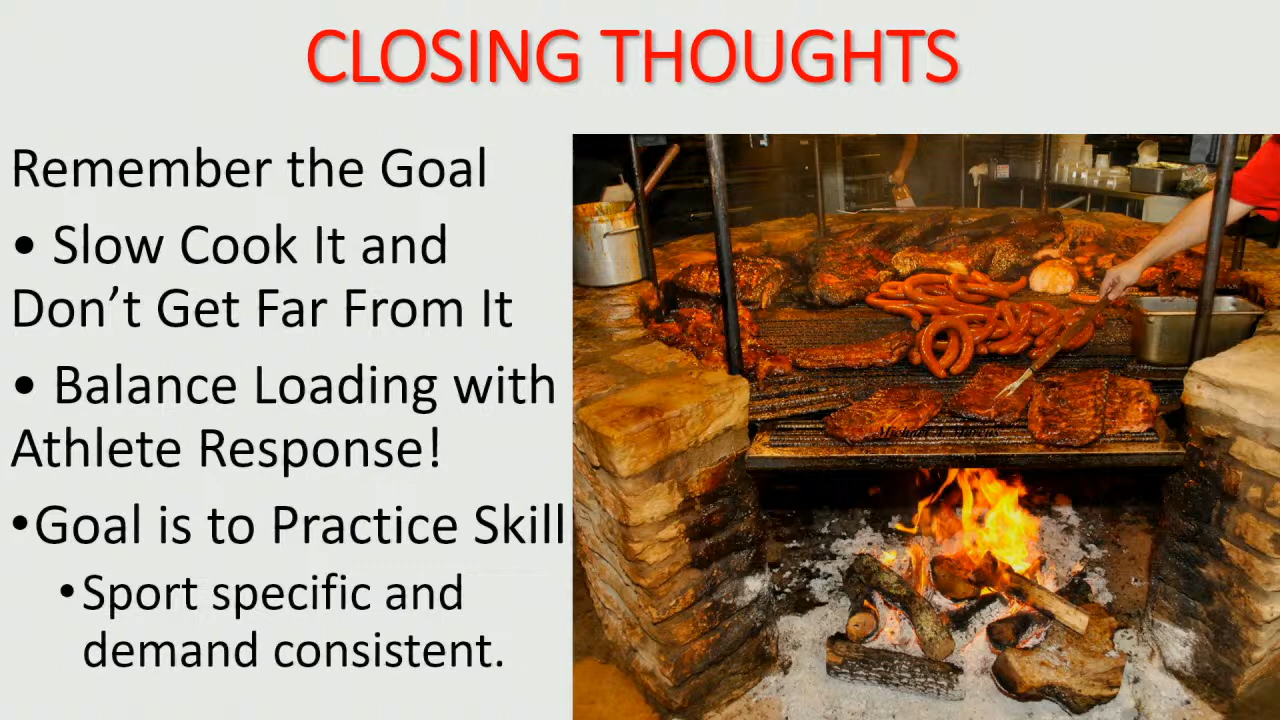 CLOSING THOUGHTS
Remember the Goal
• Slow Cook It and
Don’t Get Far From It
• Balance Loading with
Athlete Response!
•Goal is to Practice Skill
•Sport specific and
demand consistent.